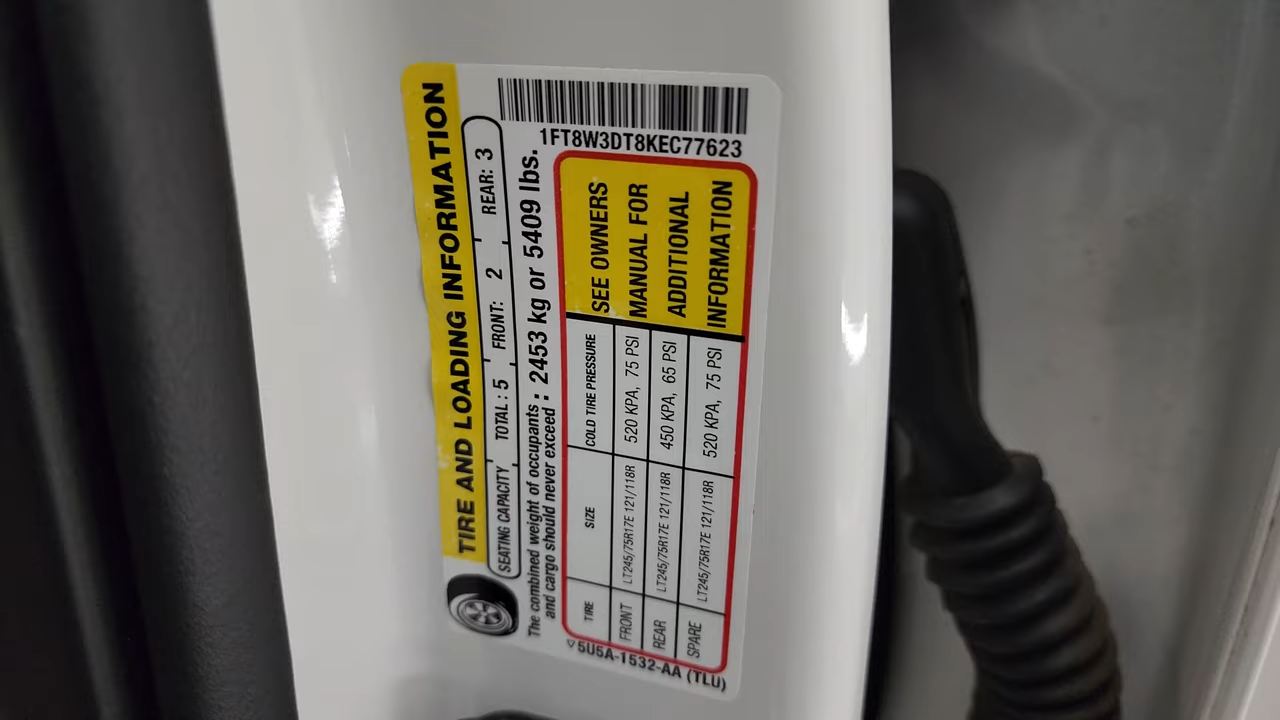 TIRE AND LOADING INFORMATION
SEATING CAPACITY TOTAL : 5 FRONT: 2 REAR: 3
The combined weight of occupants : 2453 kg or 5409 lbs.
and cargo should never exceed :
TIRE SIZE COLD TIRE PRESSURE
FRONT LT245/75R17E 121/118R 520 KPA, 75 PSI
REAR LT245/75R17E 121/118R 450 KPA, 65 PSI
SPARE LT245/75R17E 121/118R 520 KPA, 75 PSI
SEE OWNERS
MANUAL FOR
ADDITIONAL
INFORMATION
5U5A-1532-AA (TLU)
1FT8W3DT8KEC77623